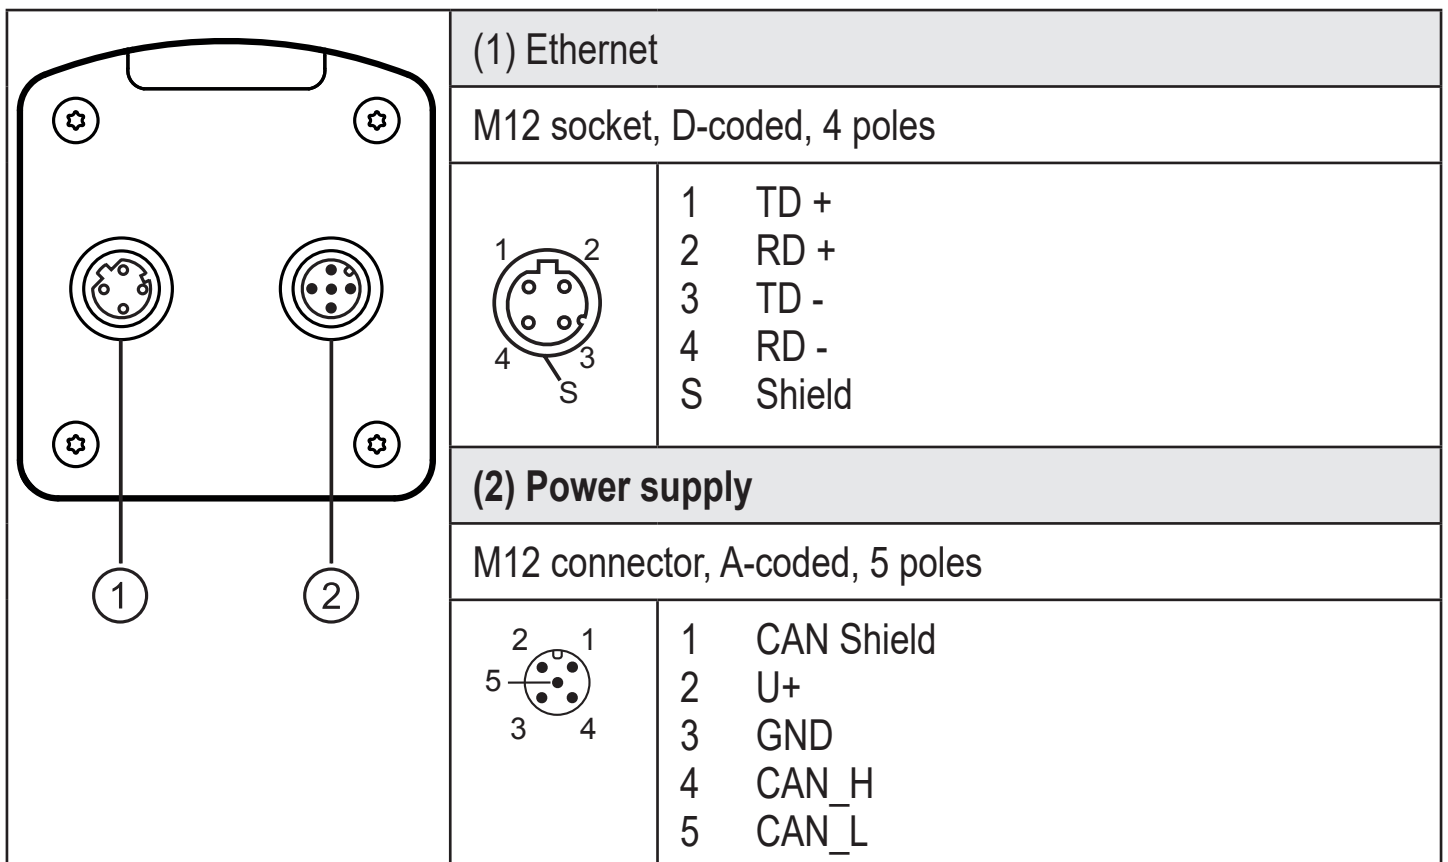 (1) Ethernet
M12 socket, D-coded, 4 poles
1 2
4 3
S
1 TD +
2 RD +
3 TD -
4 RD -
S Shield
(2) Power supply
M12 connector, A-coded, 5 poles
2 1
5
3 4
1 CAN Shield
2 U+
3 GND
4 CAN_H
5 CAN_L
1 2